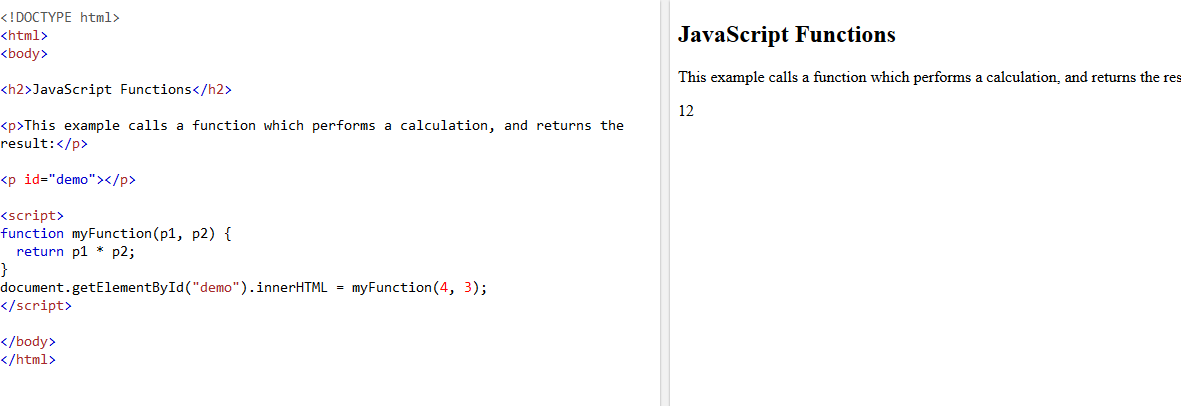 <!DOCTYPE html>
<html>
<body>
<h2>JavaScript Functions</h2>
<p>This example calls a function which performs a calculation, and returns the
result:</p>
<p id="demo"></p>
<script>
function myFunction(p1, p2) {
  return p1 * p2;
}
document.getElementById("demo").innerHTML = myFunction(4, 3);
</script>
</body>
</html>
JavaScript Functions
This example calls a function which performs a calculation, and returns the res
12